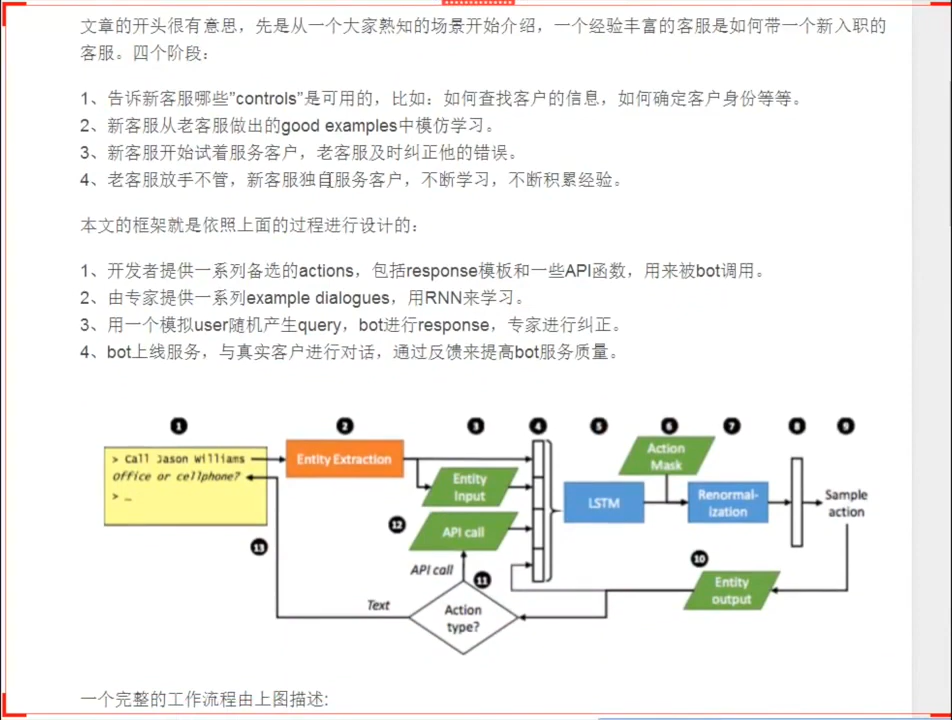 文章的开头很有意思，先是从一个大家熟知的场景开始介绍，一个经验丰富的客服是如何带一个新入职的
客服。四个阶段：
1、告诉新客服哪些"controls"是可用的，比如：如何查找客户的信息，如何确定客户身份等等。
2、新客服从老客服做出的good examples中模仿学习。
3、新客服开始试着服务客户，老客服及时纠正他的错误。
4、老客服放手不管，新客服独自服务客户，不断学习，不断积累经验。
本文的框架就是依照上面的过程进行设计的：
1、开发者提供一系列备选的actions，包括response模板和一些API函数，用来被bot调用。
2、由专家提供一系列example dialogues，用RNN来学习。
3、用一个模拟user随机产生query，bot进行response，专家进行纠正。
4、bot上线服务，与真实客户进行对话，通过反馈来提高bot服务质量。
1 2 3 4 5 6 7 8 9
> Call Jason Williams
office or cellphone?
> _
Entity Extraction
Entity
Input
LSTM
Action
Mask
Renormal-
ization
Sample
action
12
API call
13
API call
11
10
Entity
output
Text
Action
type?
一个完整的工作流程由上图描述: